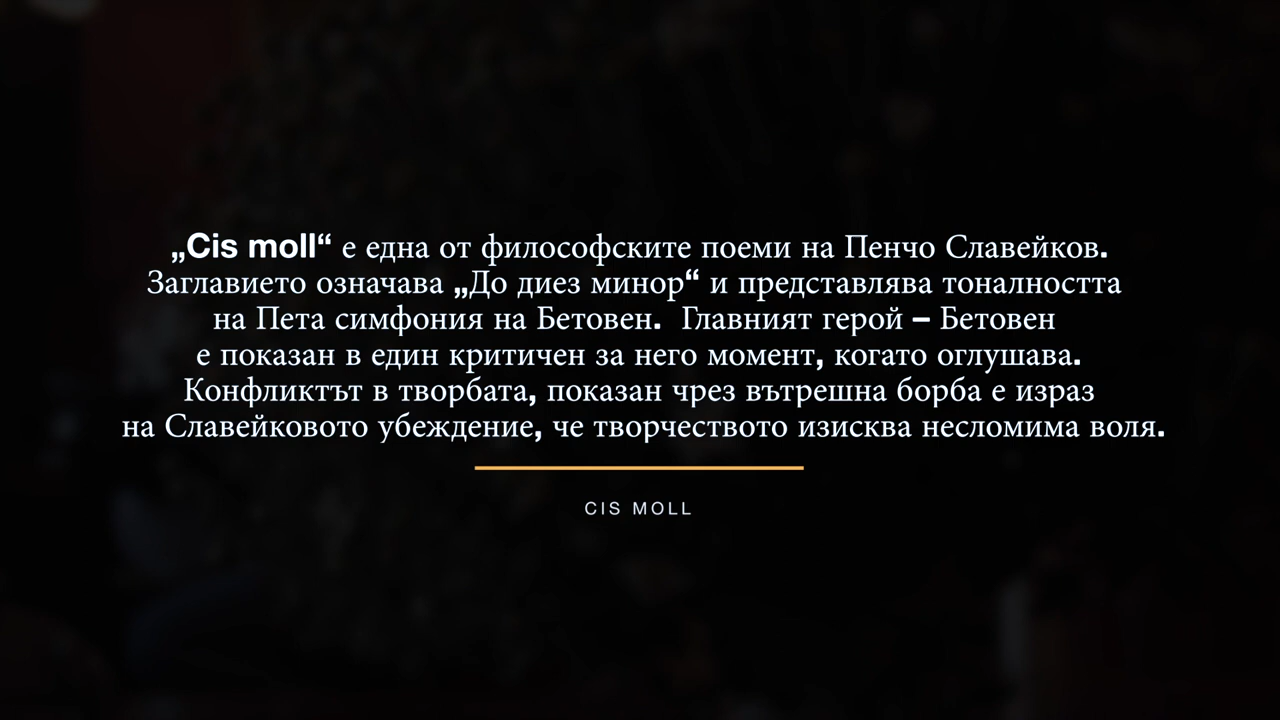 „Cis moll“ е една от философските поеми на Пенчо Славейков.
Заглавието означава „До диез минор“ и представлява тоналността
на Пета симфония на Бетовен.  Главният герой – Бетовен
е показан в един критичен за него момент, когато оглушава.
Конфликтът в творбата, показан чрез вътрешна борба е израз
на Славейковото убеждение, че творчеството изисква несломима воля.
CIS MOLL